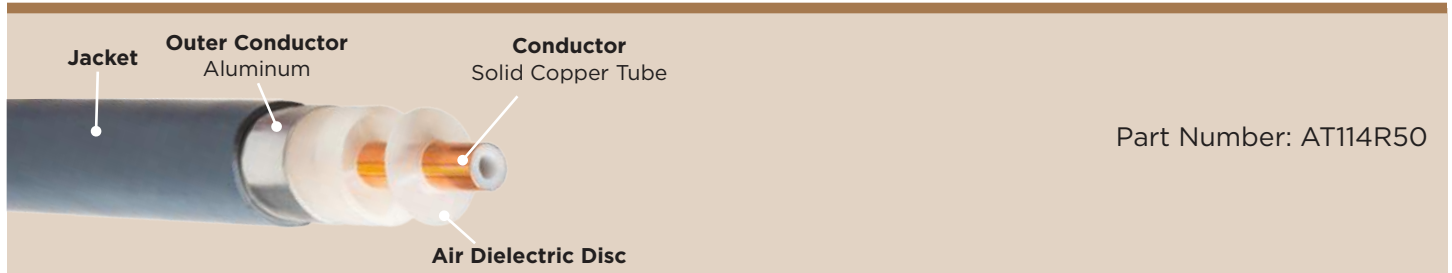 Jacket
Outer Conductor
Aluminum
Conductor
Solid Copper Tube
Part Number: AT114R50
Air Dielectric Disc